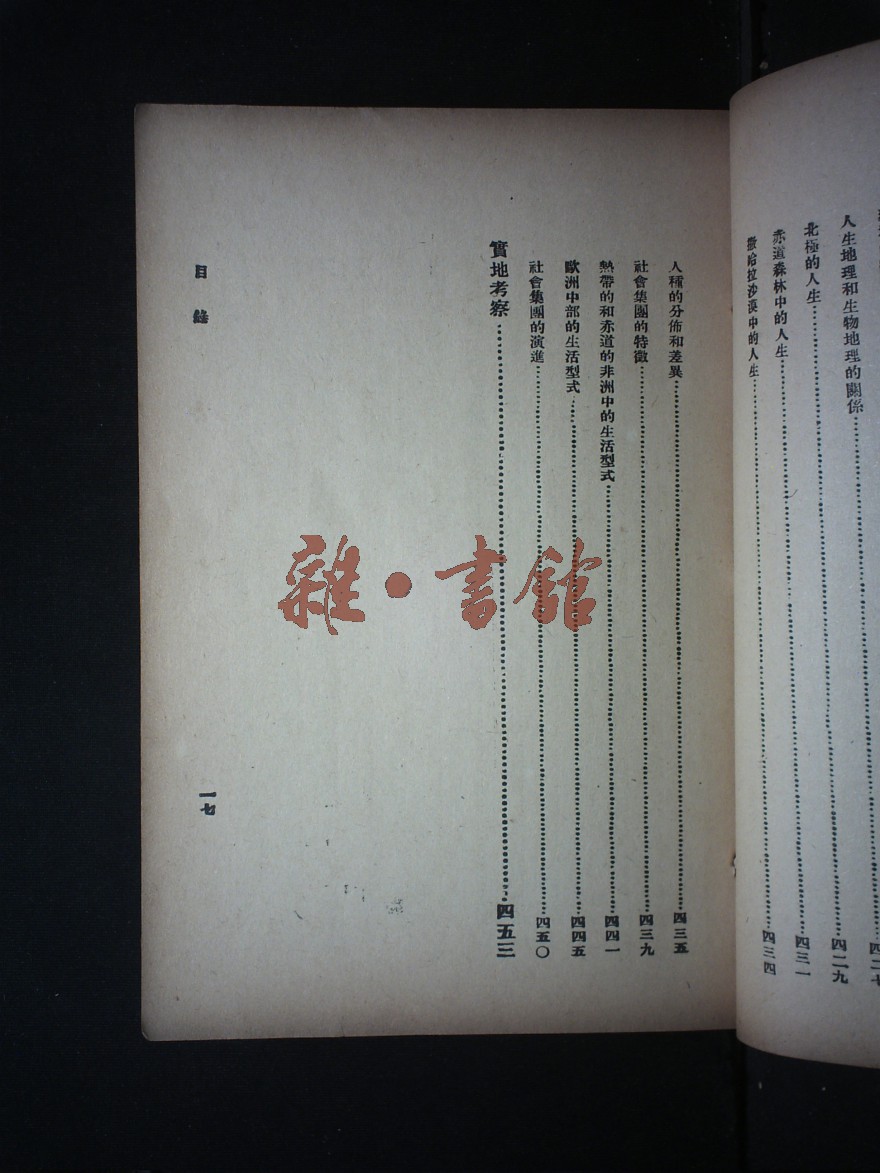 四二七
人生地理和生物地理的關係……四二九
北極的人生……四三一
赤道森林中的人生
撒哈拉沙漠中的人生……四三四
人種的分佈和差異……四三五
社會集團的特徵……四三九
熱帶的和赤道的非洲中的生活型式……四四一
歐洲中部的生活型式……四四五
社會集團的演進……四五〇
實地考察……四五三
目錄
一七
雜·書館